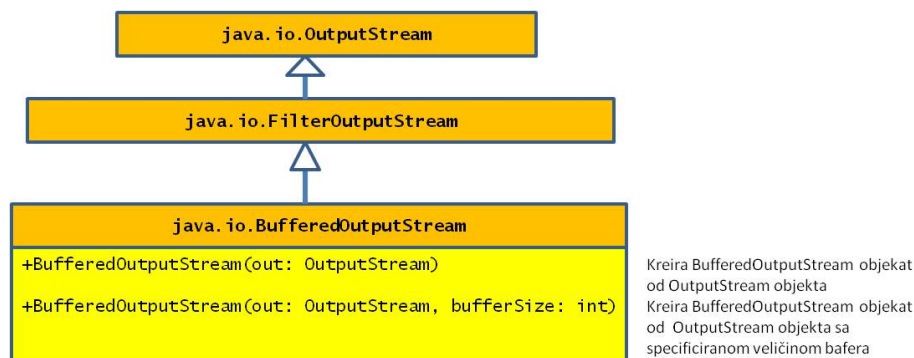 java.io.OutputStream
java.io.FilterOutputStream
java.io.BufferedOutputStream
+BufferedOutputStream(out: OutputStream)
+BufferedOutputStream(out: OutputStream, bufferSize: int)
Kreira BufferedOutputStream objekat
od OutputStream objekta
Kreira BufferedOutputStream objekat
od OutputStream objekta sa
specificiranom veličinom bafera